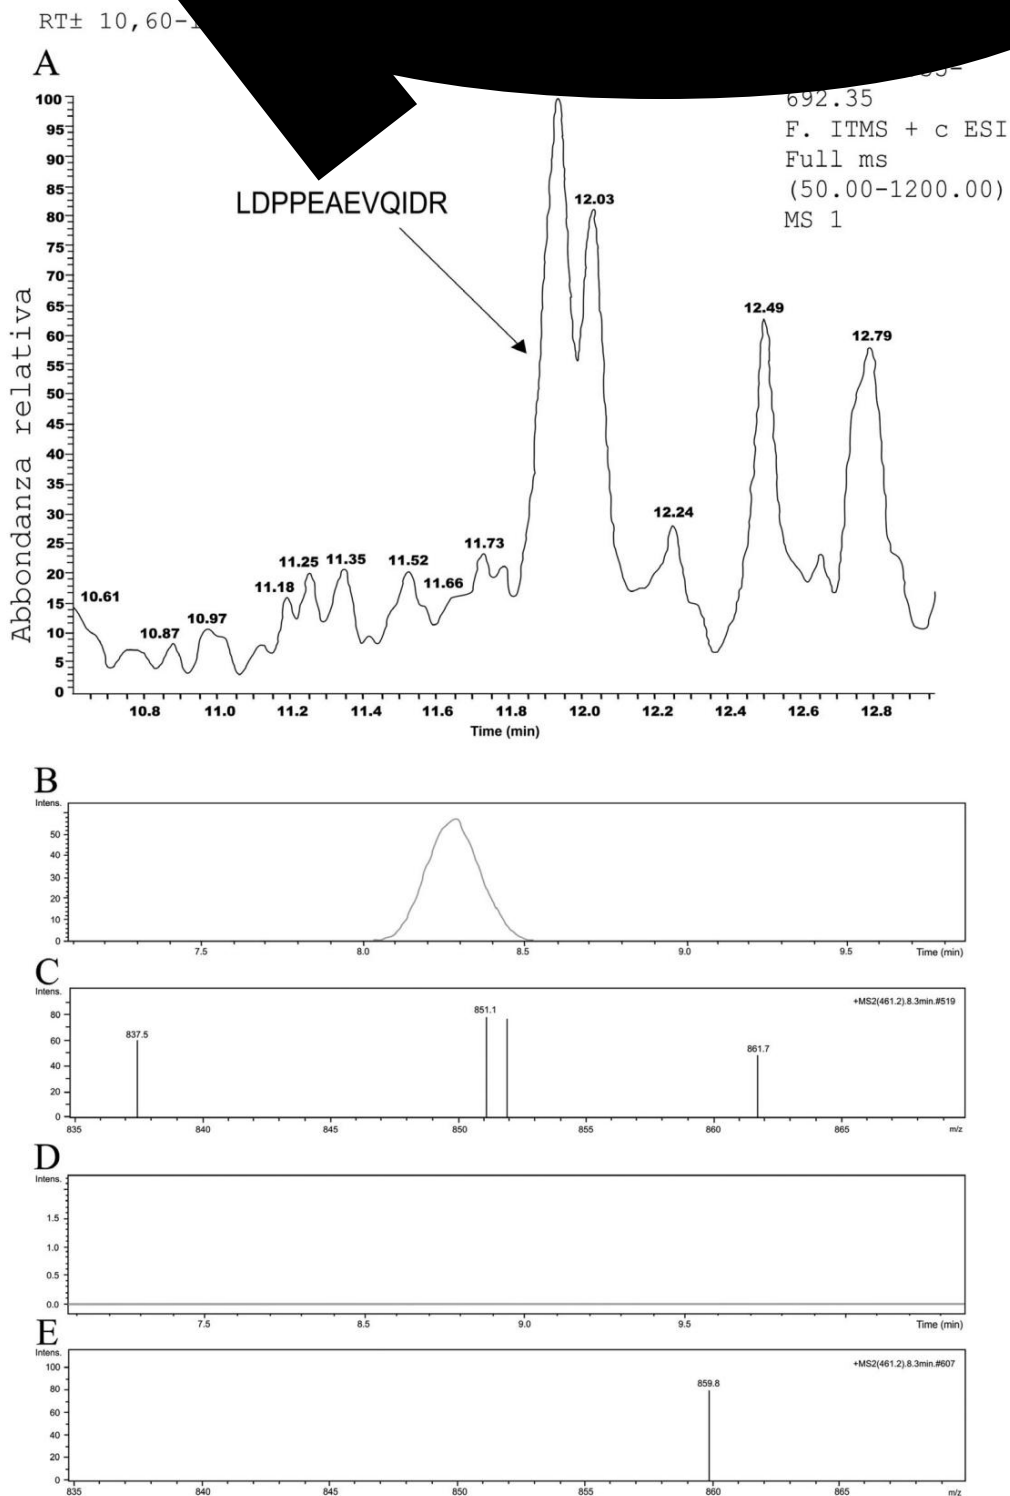 RT± 10,60-
A
692.35
F. ITMS + c ESI
Full ms
(50.00-1200.00)
MS 1
LDPPEAEVQIDR
Abbondanza relativa
100
95
90
85
80
75
70
65
60
55
50
45
40
35
30
25
20
15
10
5
0
10.61
10.87
10.97
11.18
11.25
11.35
11.52
11.66
11.73
12.03
12.24
12.49
12.79
10.8 11.0 11.2 11.4 11.6 11.8 12.0 12.2 12.4 12.6 12.8
Time (min)
B
Intens.
50
40
30
20
10
0
7.5 8.0 8.5 9.0 9.5 Time (min)
C
Intens.
+MS2(461.2).8.3min.#519
80
60
40
20
0
837.5
851.1
861.7
835 840 845 850 855 860 865 m/z
D
Intens.
1.5
1.0
0.5
0.0
7.5 8.5 9.0 9.5 Time (min)
E
Intens.
+MS2(461.2).8.3min.#607
100
80
60
40
20
0
859.8
835 840 845 850 855 860 865 m/z